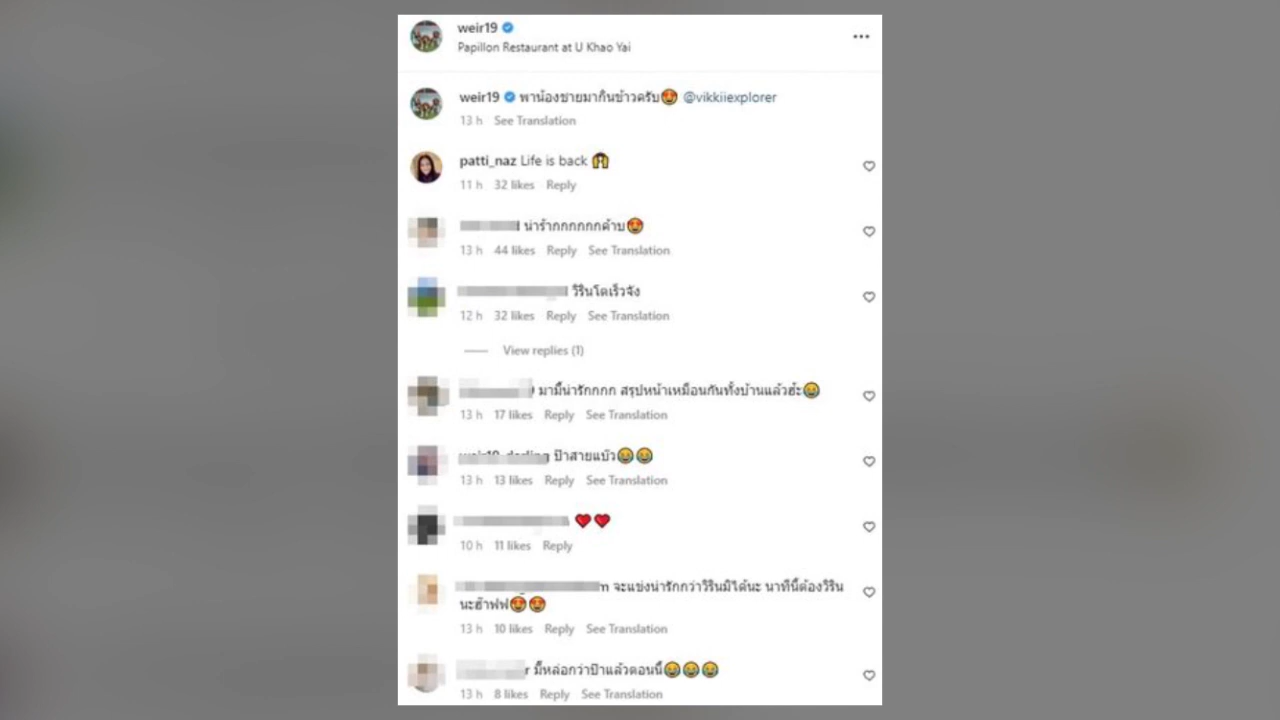 weir19
Papillon Restaurant at U Khao Yai
weir19 พาน้องชายมากินข้าวครับ😍 @vikkiiexplorer
13 h See Translation
patti_naz Life is back 🙌
11 h 32 likes Reply
น่าร้ากกกกกกค้าบ😍
13 h 44 likes Reply See Translation
วิรินโตเร็วจัง
12 h 32 likes Reply See Translation
View replies (1)
มามี้น่ารักกกก สรุปหน้าเหมือนกันทั้งบ้านแล้วฮ้ะ😂
13 h 17 likes Reply See Translation
ป๊าสายแบ๊ว😂😂
13 h 13 likes Reply See Translation
❤️❤️
10 h 11 likes Reply
จะแข่งน่ารักกว่าวิรินมิได้นะ นาทีนี้ต้องวิริน
นะฮ๊าฟฟ😍😍
13 h 10 likes Reply See Translation
มี๊หล่อกว่าป๊าแล้วตอนนี้😂😂😂
13 h 8 likes Reply See Translation